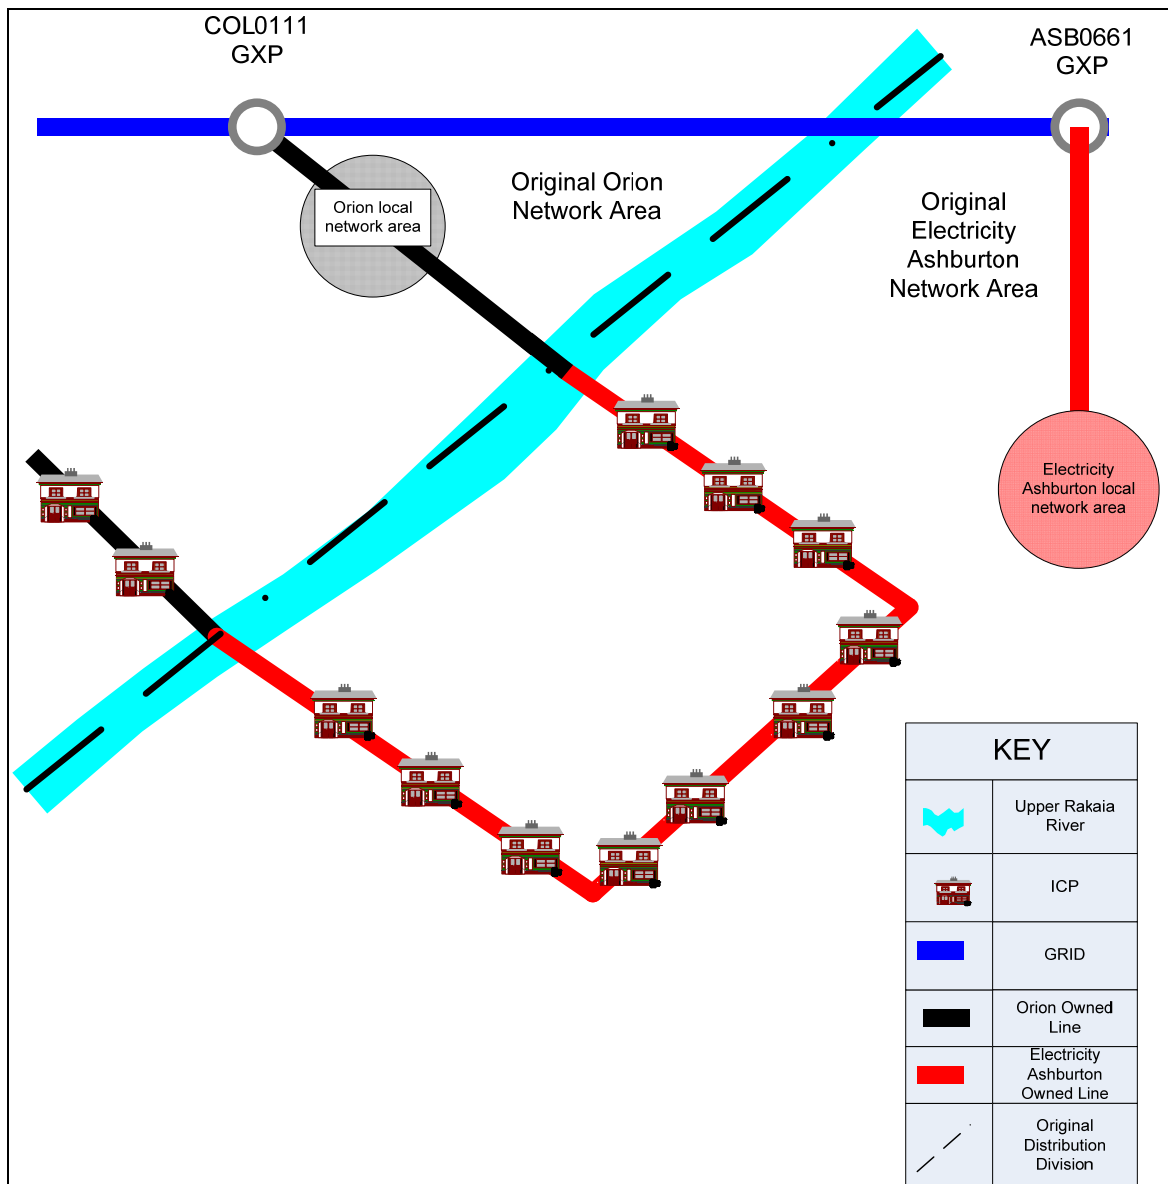 COL0111
GXP
ASB0661
GXP
Original Orion
Network Area
Orion local
network area
Original
Electricity
Ashburton
Network Area
Electricity
Ashburton local
network area
KEY
Upper Rakaia
River
ICP
GRID
Orion Owned
Line
Electricity
Ashburton
Owned Line
Original
Distribution
Division